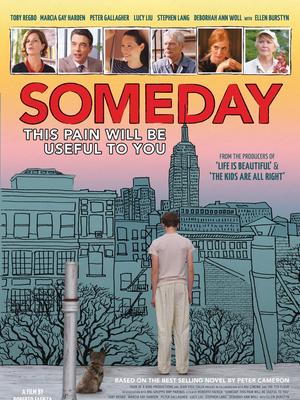 TOBY REGBO MARCIA GAY HARDEN PETER GALLAGHER LUCY LIU STEPHEN LANG DEBORAH ANN WOLL WITH ELLEN BURSTYN
SOMEDAY
THIS PAIN WILL BE
USEFUL TO YOU
FROM THE PRODUCERS OF
'LIFE IS BEAUTIFUL' &
'THE KIDS ARE ALL RIGHT'
BASED ON THE BEST SELLING NOVEL BY PETER CAMERON
A FILM BY
ROBERTO FAENZA